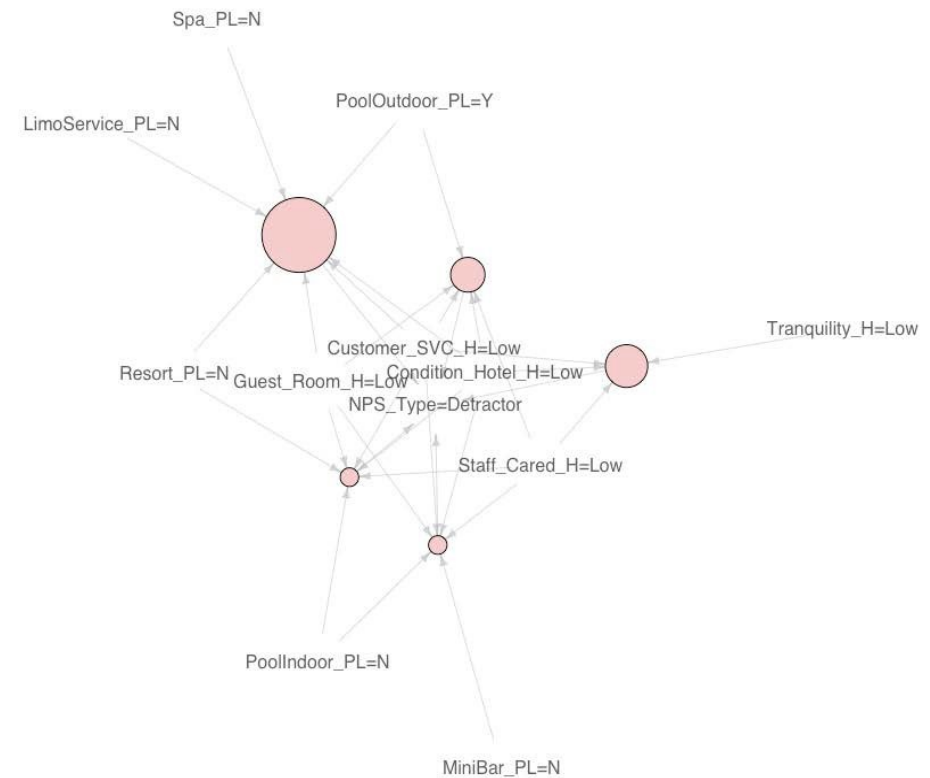 Spa_PL=N
PoolOutdoor_PL=Y
LimoService_PL=N
Tranquility_H=Low
Customer_SVC_H=Low
Resort_PL=N
Condition_Hotel_H=Low
Guest_Room_H=Low
NPS_Type=Detractor
Staff_Cared_H=Low
PoolIndoor_PL=N
MiniBar_PL=N